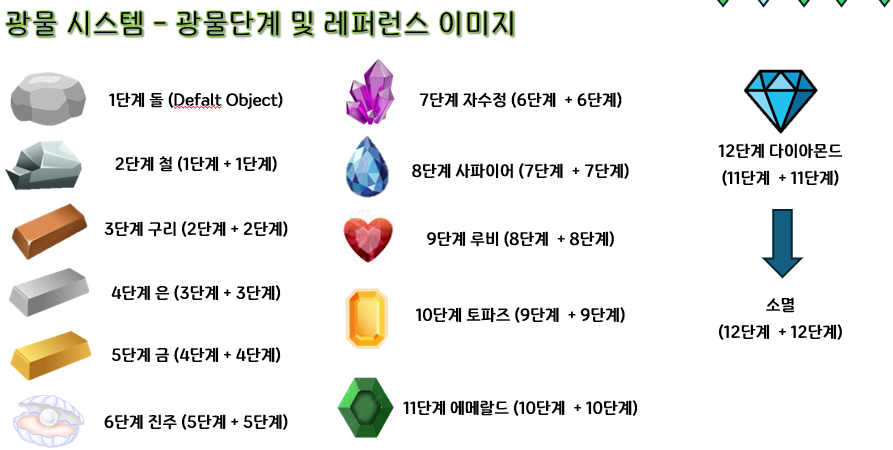 광물 시스템 - 광물단계 및 레퍼런스 이미지
1단계 돌 (Defalt Object)
2단계 철 (1단계 + 1단계)
3단계 구리 (2단계 + 2단계)
4단계 은 (3단계 + 3단계)
5단계 금 (4단계 + 4단계)
6단계 진주 (5단계 + 5단계)
7단계 자수정 (6단계 + 6단계)
8단계 사파이어 (7단계 + 7단계)
9단계 루비 (8단계 + 8단계)
10단계 토파즈 (9단계 + 9단계)
11단계 에메랄드 (10단계 + 10단계)
12단계 다이아몬드
(11단계 + 11단계)
소멸
(12단계 + 12단계)